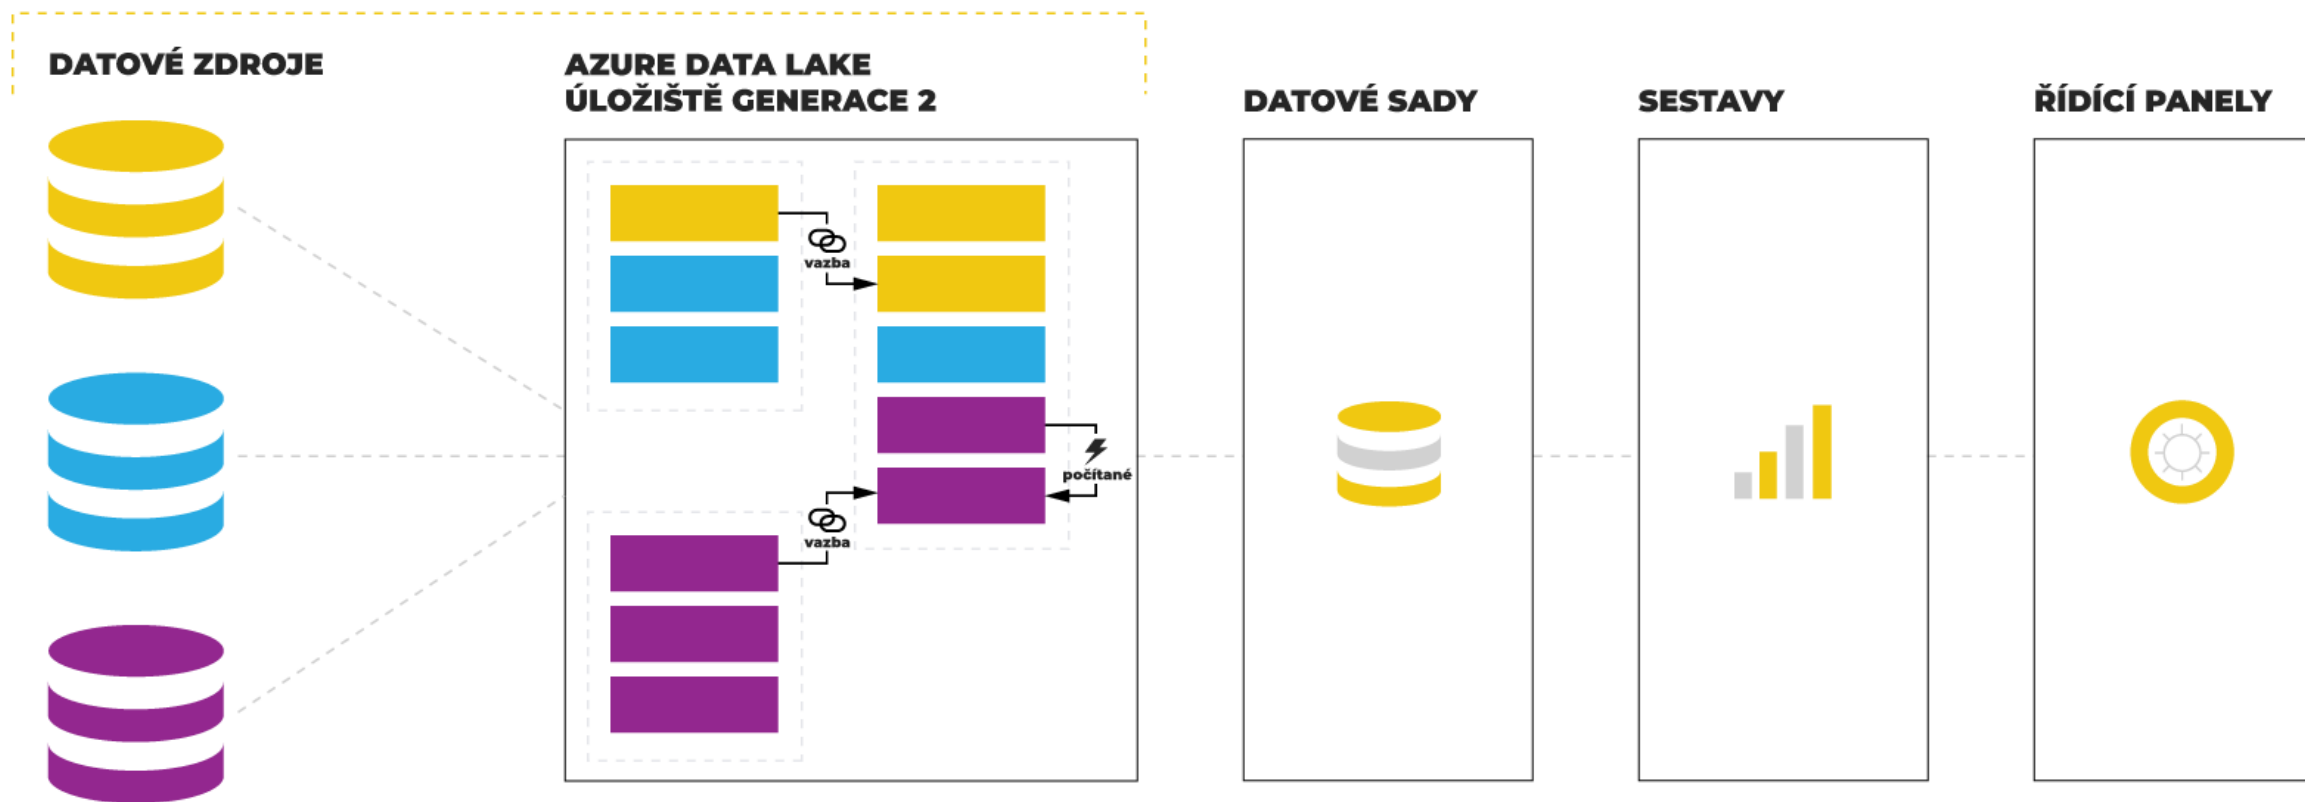 DATOVÉ ZDROJE
AZURE DATA LAKE
ÚLOŽIŠTĚ GENERACE 2
DATOVÉ SADY
SESTAVY
ŘÍDÍCÍ PANELY
vazba
počítané
vazba